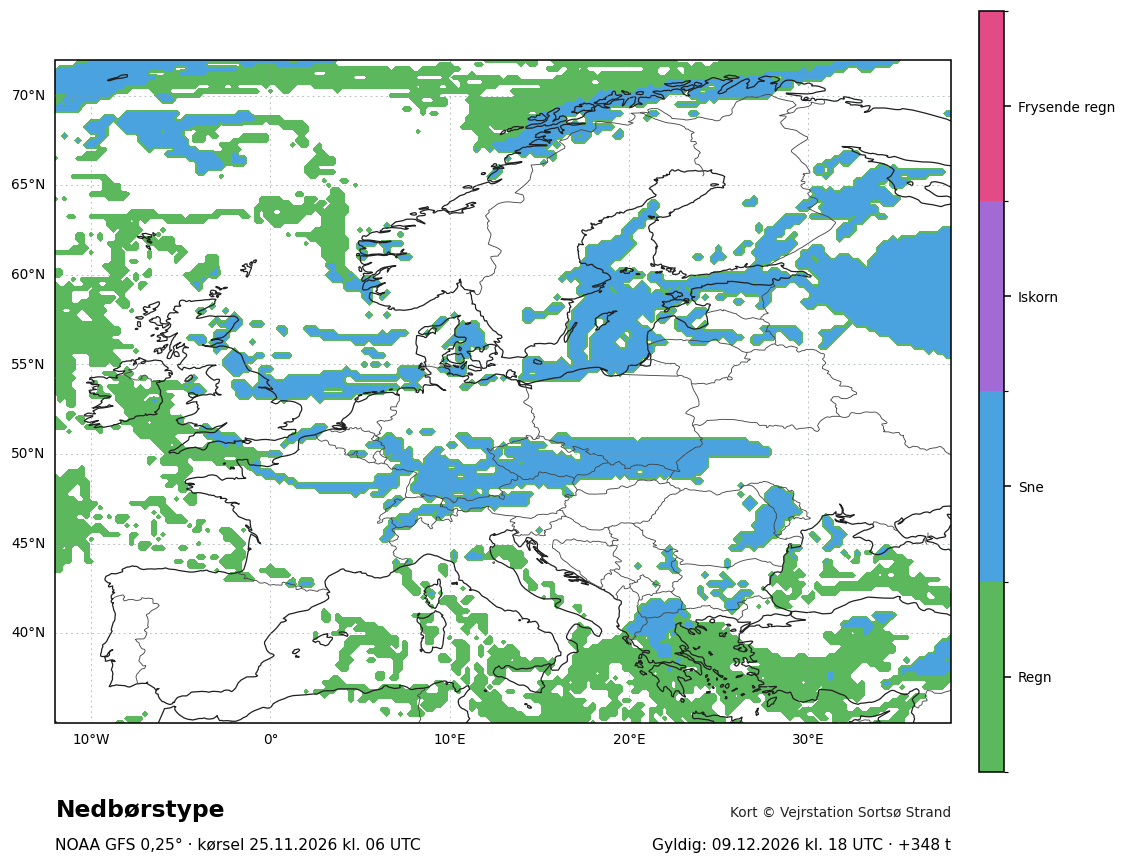 Frysende regn
Iskorn
Sne
Regn
70°N
65°N
60°N
55°N
50°N
45°N
40°N
10°W
0°
10°E
20°E
30°E
Nedbørstype
Kort © Vejrstation Sortsø Strand
NOAA GFS 0,25° · kørsel 25.11.2026 kl. 06 UTC
Gyldig: 09.12.2026 kl. 18 UTC · +348 t